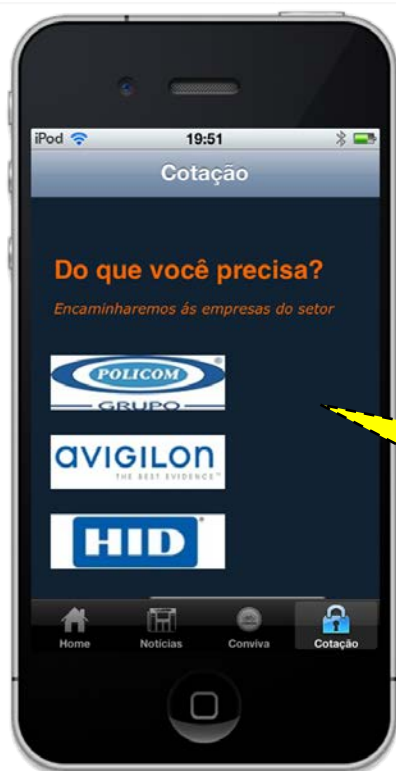 iPod 19:51
Cotação
Do que você precisa?
Encaminharemos ás empresas do setor
POLICOM ®
GRUPO
aVIGILON
THE BEST EVIDENCE™
HID
Home Notícias Conviva Cotação